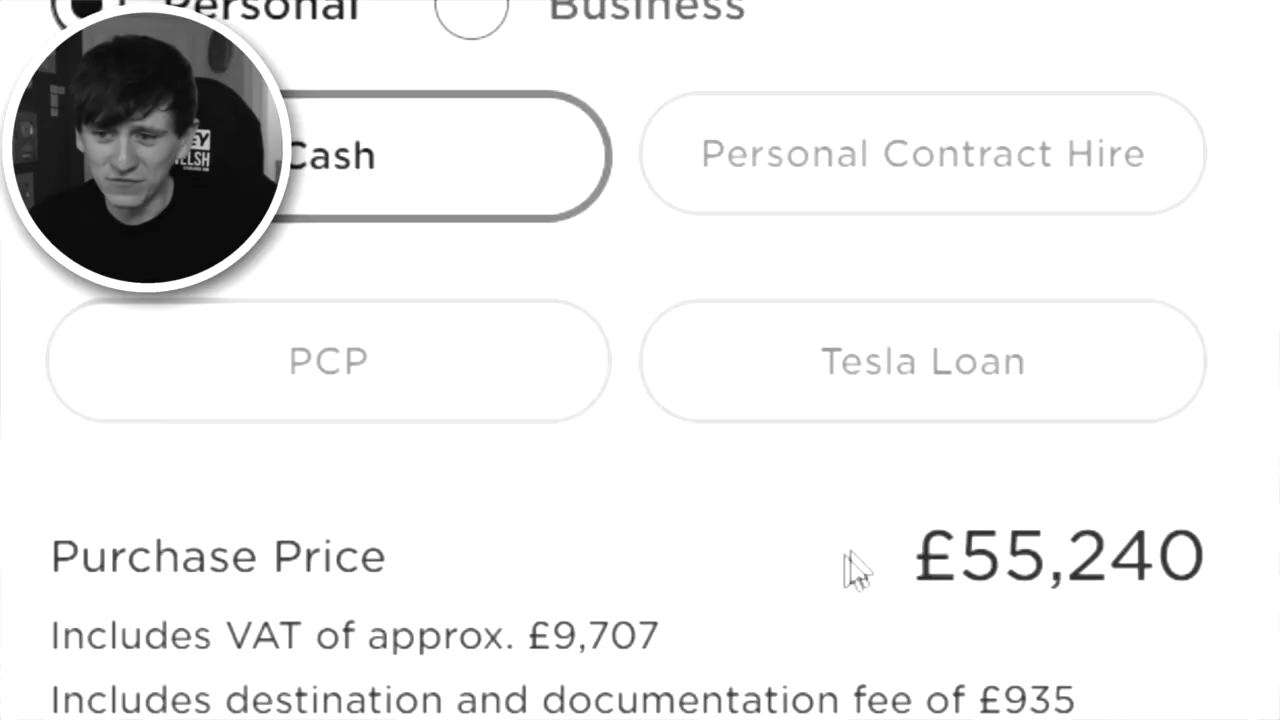 Personal Business
Cash Personal Contract Hire
PCP Tesla Loan
Purchase Price £55,240
Includes VAT of approx. £9,707
Includes destination and documentation fee of £935